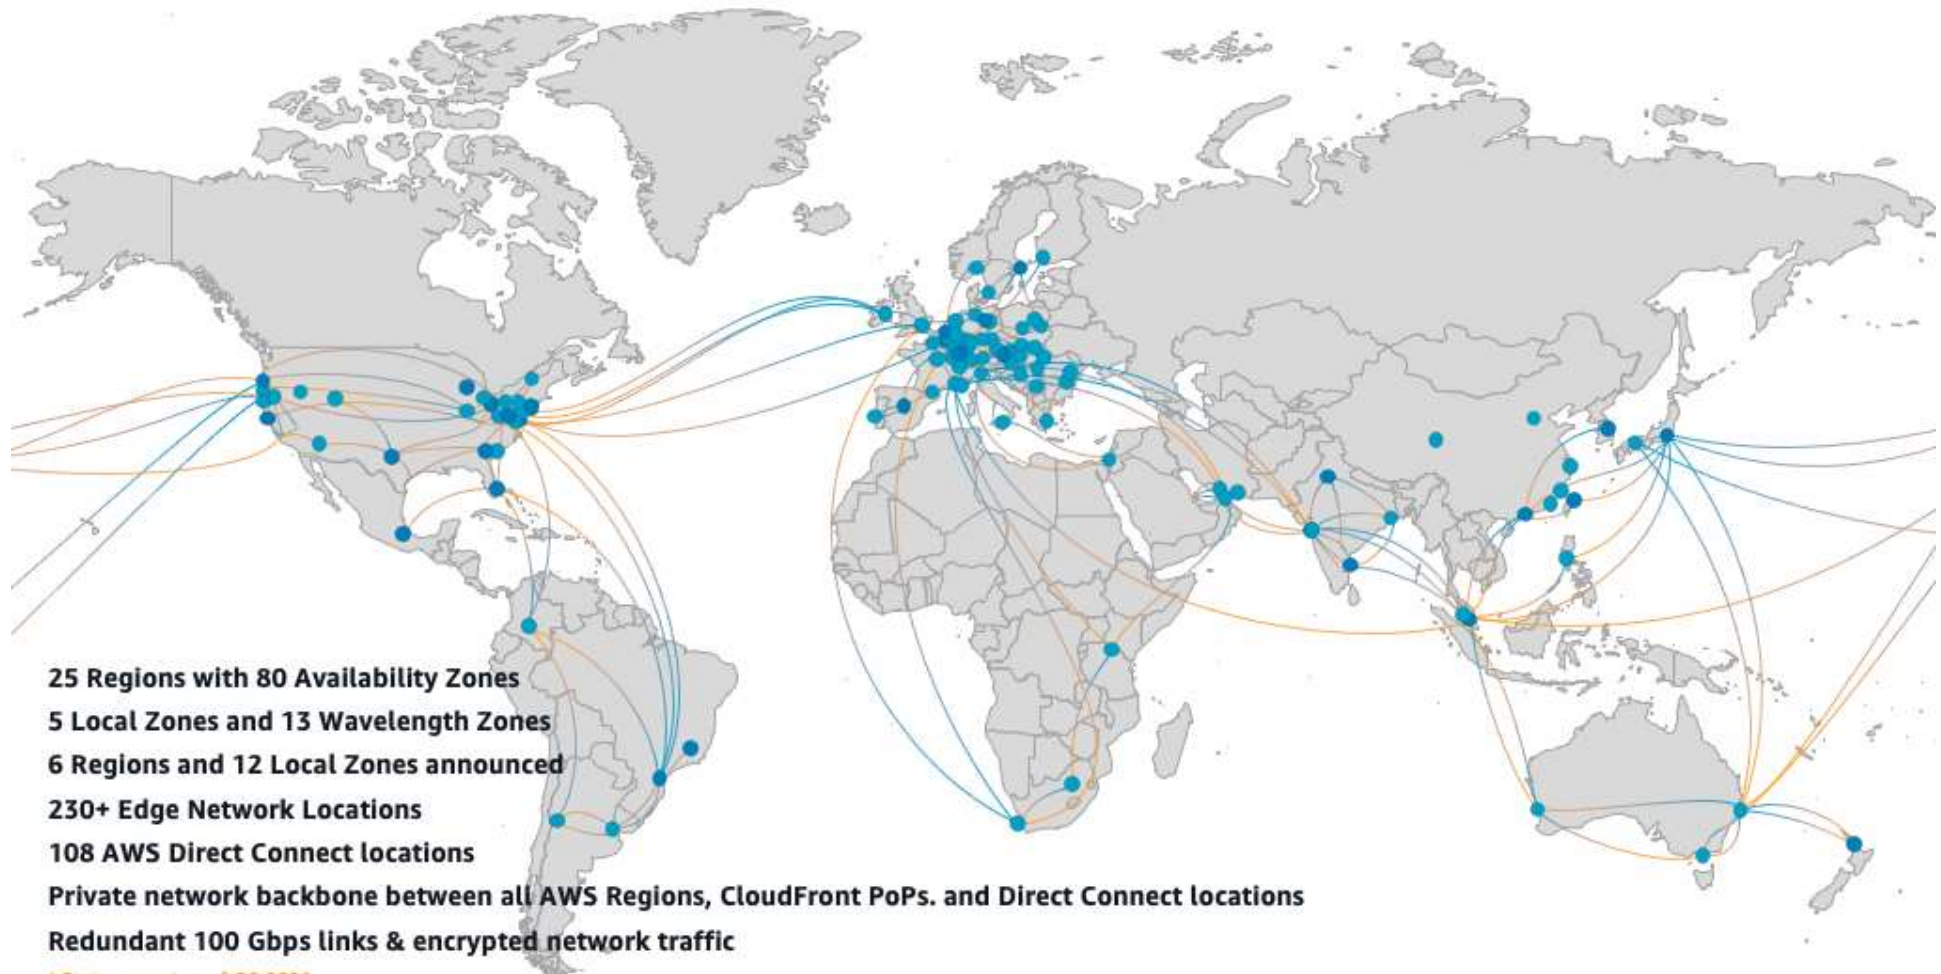 25 Regions with 80 Availability Zones
5 Local Zones and 13 Wavelength Zones
6 Regions and 12 Local Zones announced
230+ Edge Network Locations
108 AWS Direct Connect locations
Private network backbone between all AWS Regions, CloudFront PoPs. and Direct Connect locations
Redundant 100 Gbps links & encrypted network traffic